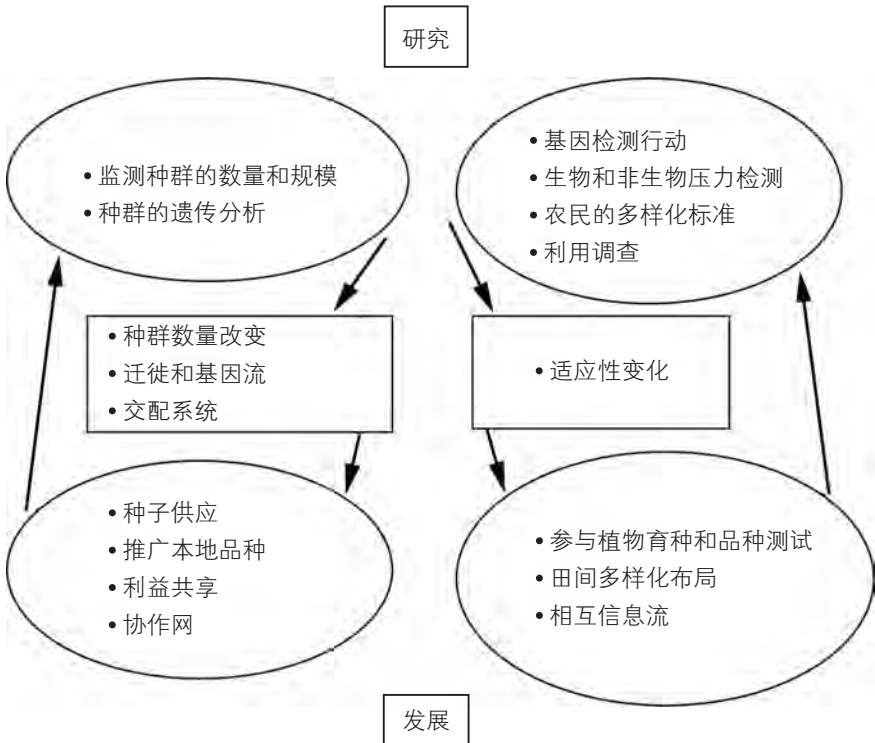 研究
• 监测种群的数量和规模
• 种群的遗传分析
• 基因检测行动
• 生物和非生物压力检测
• 农民的多样化标准
• 利用调查
• 种群数量改变
• 迁徙和基因流
• 交配系统
• 适应性变化
• 种子供应
• 推广本地品种
• 利益共享
• 协作网
• 参与植物育种和品种测试
• 田间多样化布局
• 相互信息流
发展